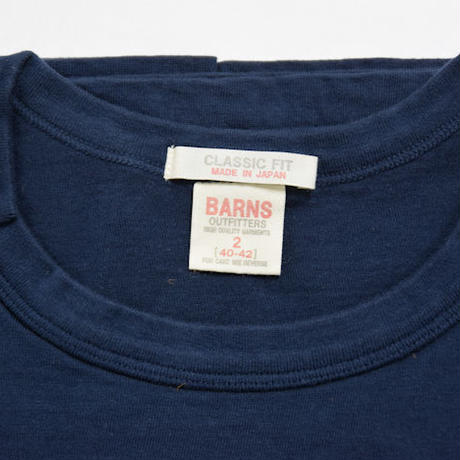 CLASSIC FIT
MADE IN JAPAN
BARNS
OUTFITTERS
HIGH QUALITY GARMENTS
2
[40-42]
FOR CARE SEE REVERSE